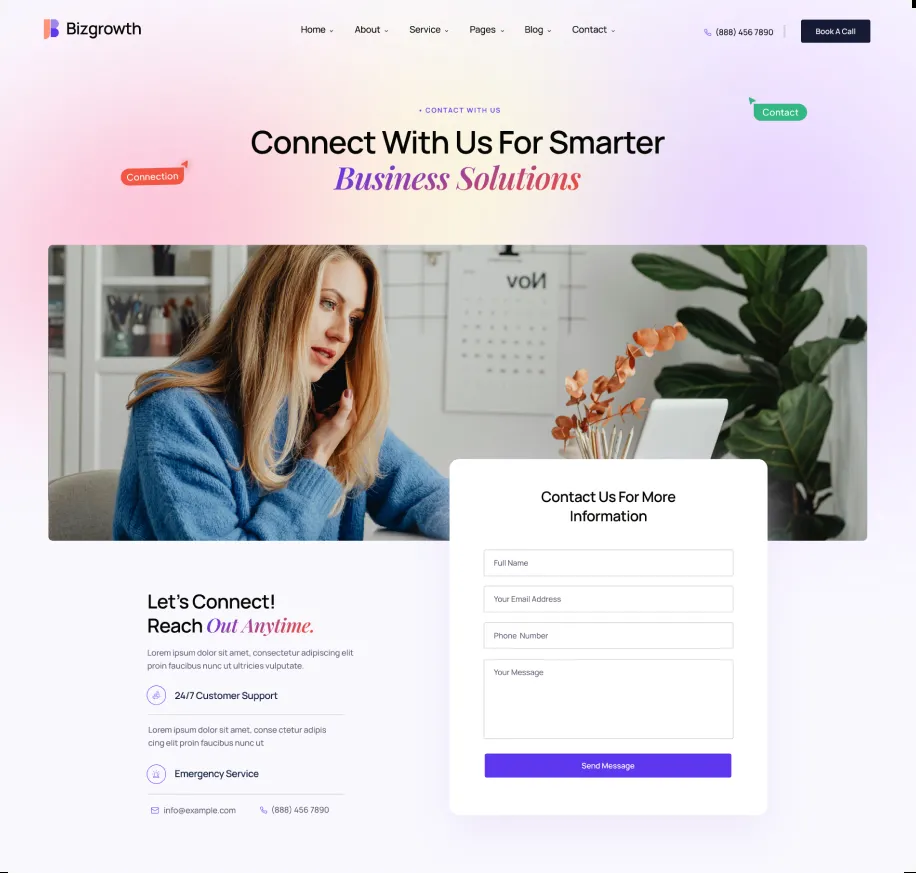 Bizgrowth
Home
About
Service
Pages
Blog
Contact
(888) 456 7890
Book A Call
• CONTACT WITH US
Contact
Connect With Us For Smarter
Connection
Business Solutions
Nov
Contact Us For More
Information
Full Name
Your Email Address
Phone Number
Your Message
Send Message
Let's Connect!
Reach Out Anytime.
Lorem ipsum dolor sit amet, consectetur adipiscing elit
proin faucibus nunc ut ultricies vulputate.
24/7 Customer Support
Lorem ipsum dolor sit amet, conse ctetur adipis
cing elit proin faucibus nunc ut
Emergency Service
info@example.com
(888) 456 7890